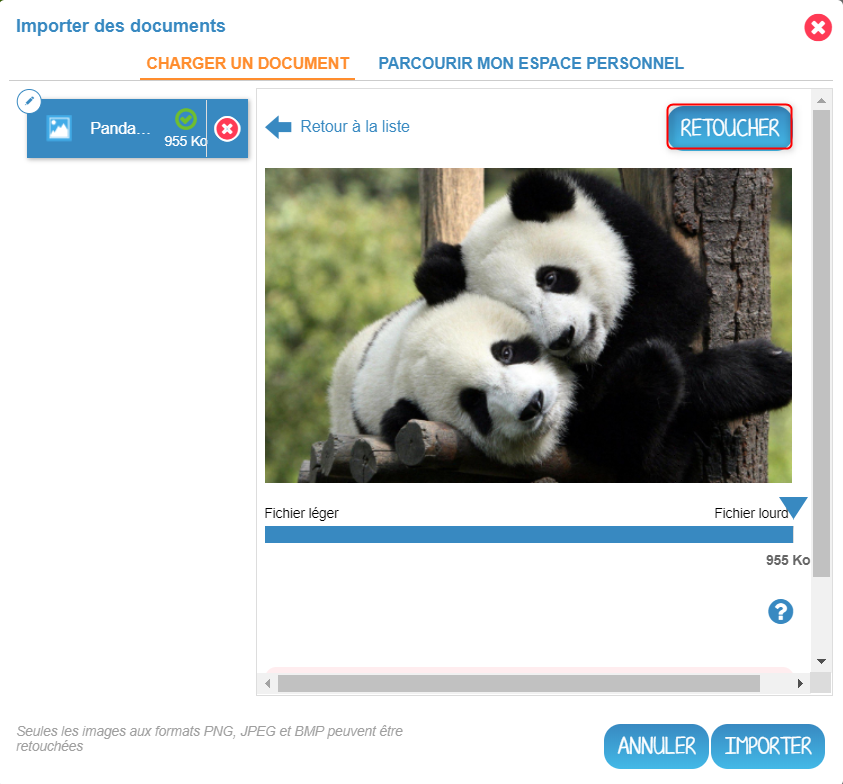 Importer des documents
CHARGER UN DOCUMENT PARCOURIR MON ESPACE PERSONNEL
Panda...
955 Ko
Retour à la liste
RETOUCHER
Fichier léger
Fichier lourd
955 Ko
?
Seules les images aux formats PNG, JPEG et BMP peuvent être
retouchées
ANNULER IMPORTER